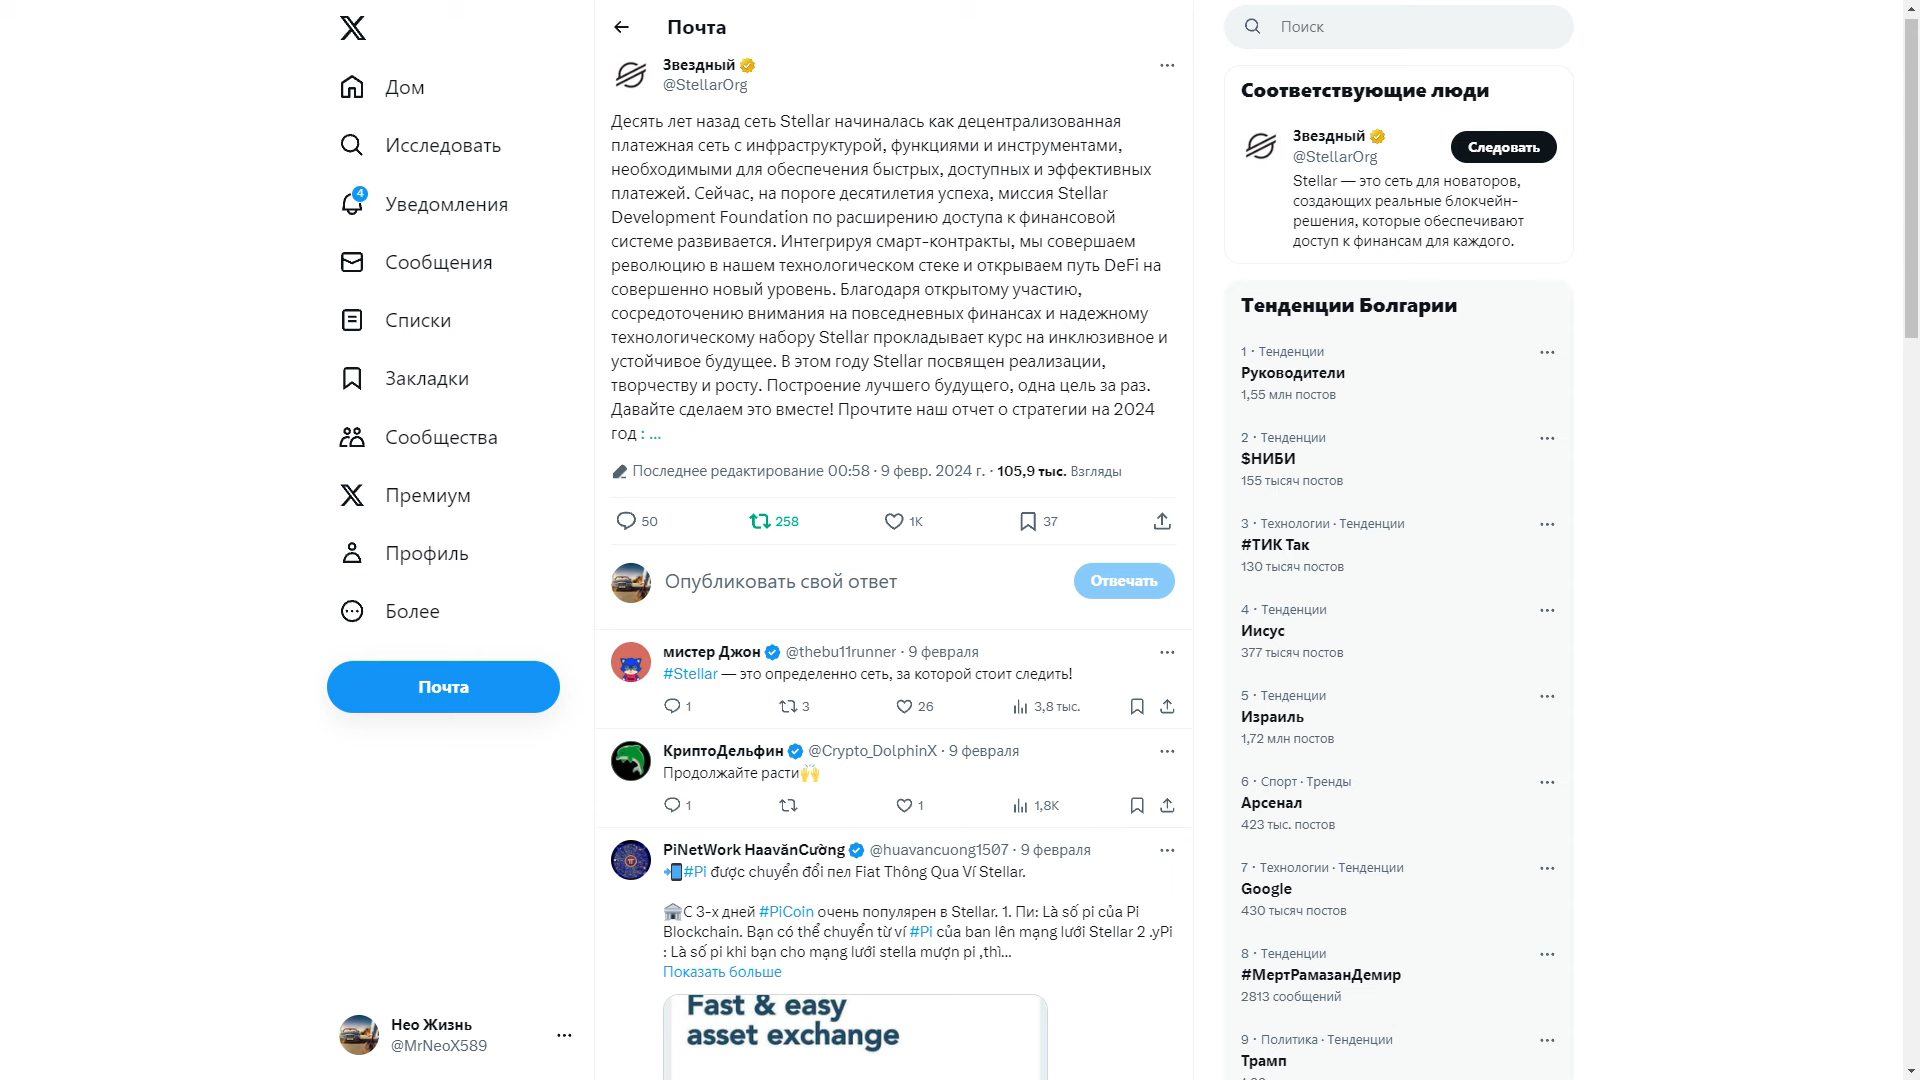 Дом
Исследовать
4
Уведомления
Сообщения
Списки
Закладки
Сообщества
Премиум
Профиль
Более
Почта
Нео Жизнь
@MrNeoX589
Почта
Звездный
@StellarOrg
Десять лет назад сеть Stellar начиналась как децентрализованная
платежная сеть с инфраструктурой, функциями и инструментами,
необходимыми для обеспечения быстрых, доступных и эффективных
платежей. Сейчас, на пороге десятилетия успеха, миссия Stellar
Development Foundation по расширению доступа к финансовой
системе развивается. Интегрируя смарт-контракты, мы совершаем
революцию в нашем технологическом стеке и открываем путь DeFi на
совершенно новый уровень. Благодаря открытому участию,
сосредоточению внимания на повседневных финансах и надежному
технологическому набору Stellar прокладывает курс на инклюзивное и
устойчивое будущее. В этом году Stellar посвящен реализации,
творчеству и росту. Построение лучшего будущего, одна цель за раз.
Давайте сделаем это вместе! Прочтите наш отчет о стратегии на 2024
год : ...
Последнее редактирование 00:58 · 9 февр. 2024 г. · 105,9 тыс. Взгляды
50 258 1K 37
Опубликовать свой ответ
Отвечать
мистер Джон @thebu11runner · 9 февраля
#Stellar — это определенно сеть, за которой стоит следить!
1 3 26 3,8 тыс.
КриптоДельфин @Crypto_DolphinX · 9 февраля
Продолжайте расти🙌
1 1 1,8K
PiNetWork HaavănCường @huavancuong1507 · 9 февраля
📲#Pi được chuyển đổi пел Fiat Thông Qua Ví Stellar.
🏛️С 3-х дней #PiCoin очень популярен в Stellar. 1. Пи: Là số pi của Pi
Blockchain. Bạn có thể chuyển từ ví #Pi của ban lên mạng lưới Stellar 2 .yPi
: Là số pi khi bạn cho mạng lưới stella mượn pi ,thì...
Показать больше
Fast & easy
asset exchange
Поиск
Соответствующие люди
Звездный
@StellarOrg
Следовать
Stellar — это сеть для новаторов,
создающих реальные блокчейн-
решения, которые обеспечивают
доступ к финансам для каждого.
Тенденции Болгарии
1 · Тенденции
Руководители
1,55 млн постов
2 · Тенденции
$НИБИ
155 тысяч постов
3 · Технологии · Тенденции
#ТИК Так
130 тысяч постов
4 · Тенденции
Иисус
377 тысяч постов
5 · Тенденции
Израиль
1,72 млн постов
6 · Спорт · Тренды
Арсенал
423 тыс. постов
7 · Технологии · Тенденции
Google
430 тысяч постов
8 · Тенденции
#МертРамазанДемир
2813 сообщений
9 · Политика · Тенденции
Трамп